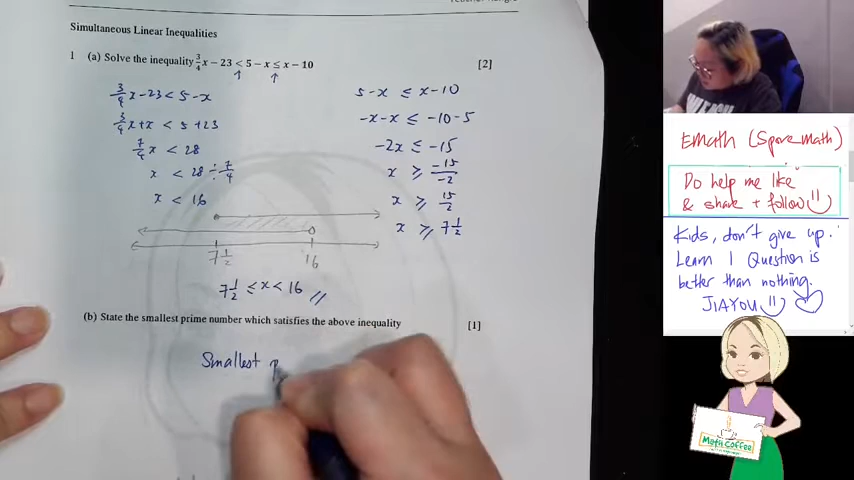 Simultaneous Linear Inequalities
1 (a) Solve the inequality 3/4 x − 23 < 5 − x ≤ x − 10 [2]
3/4 x − 23 < 5 − x
3/4 x + x < 5 + 23
7/4 x < 28
x < 28 ÷ 7/4
x < 16
5 − x ≤ x − 10
−x − x ≤ −10 − 5
−2x ≤ −15
x ≥ −15/−2
x ≥ 15/2
x ≥ 7 1/2
7 1/2 16
7 1/2 ≤ x < 16 //
(b) State the smallest prime number which satisfies the above inequality [1]
Smallest p
Emath (Spore math)
Do help me like
& share + follow
Kids, don't give up.
Learn 1 Question is
better than nothing.
JIAYOU
Math Coffee